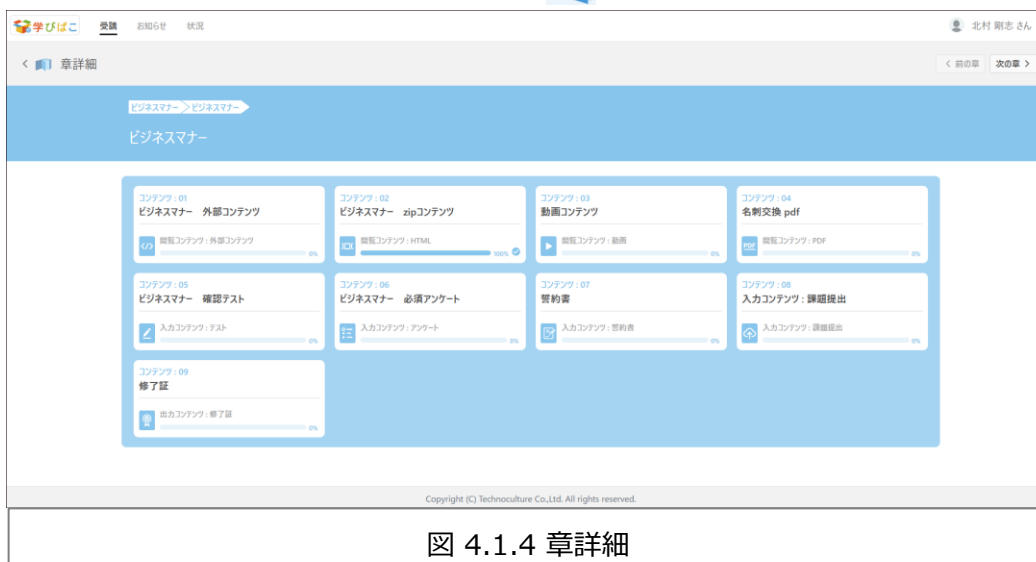 学びばこ 受講 お知らせ 状況 北村 剛志 さん
< 章詳細 < 前の章 次の章 >
ビジネスマナー ビジネスマナー
ビジネスマナー
コンテンツ : 01 コンテンツ : 02 コンテンツ : 03 コンテンツ : 04
ビジネスマナー 外部コンテンツ ビジネスマナー zipコンテンツ 動画コンテンツ 名刺交換 pdf
閲覧コンテンツ : 外部コンテンツ 閲覧コンテンツ : HTML 閲覧コンテンツ : 動画 PDF 閲覧コンテンツ : PDF
0% 100% 0% 0%
コンテンツ : 05 コンテンツ : 06 コンテンツ : 07 コンテンツ : 08
ビジネスマナー 確認テスト ビジネスマナー 必須アンケート 誓約書 入力コンテンツ : 課題提出
入力コンテンツ : テスト 入力コンテンツ : アンケート 入力コンテンツ : 誓約書 入力コンテンツ : 課題提出
0% 0% 0% 0%
コンテンツ : 09
修了証
出力コンテンツ : 修了証
0%
Copyright (C) Technoculture Co.,Ltd. All rights reserved.
図 4.1.4 章詳細